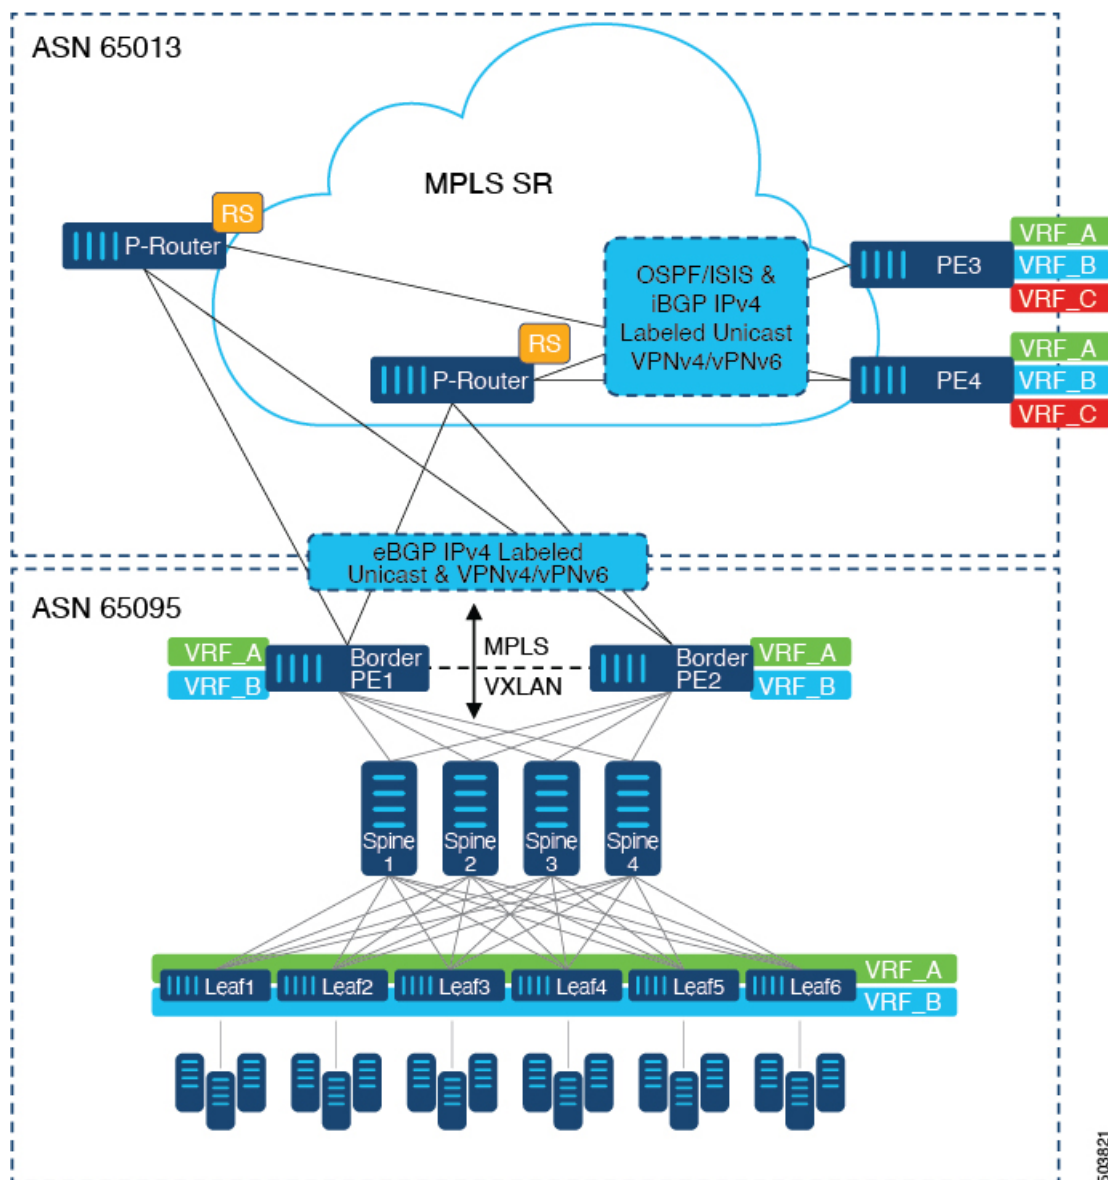 ASN 65013
MPLS SR
RS
P-Router
OSPF/ISIS &
iBGP IPv4
Labeled Unicast
VPNv4/vPNv6
PE3
VRF_A
VRF_B
VRF_C
RS
P-Router
PE4
VRF_A
VRF_B
VRF_C
eBGP IPv4 Labeled
Unicast & VPNv4/vPNv6
ASN 65095
VRF_A
VRF_B
Border
PE1
MPLS
VXLAN
Border
PE2
VRF_A
VRF_B
Spine
1
Spine
2
Spine
3
Spine
4
Leaf1
Leaf2
Leaf3
Leaf4
Leaf5
Leaf6
VRF_A
VRF_B
503821